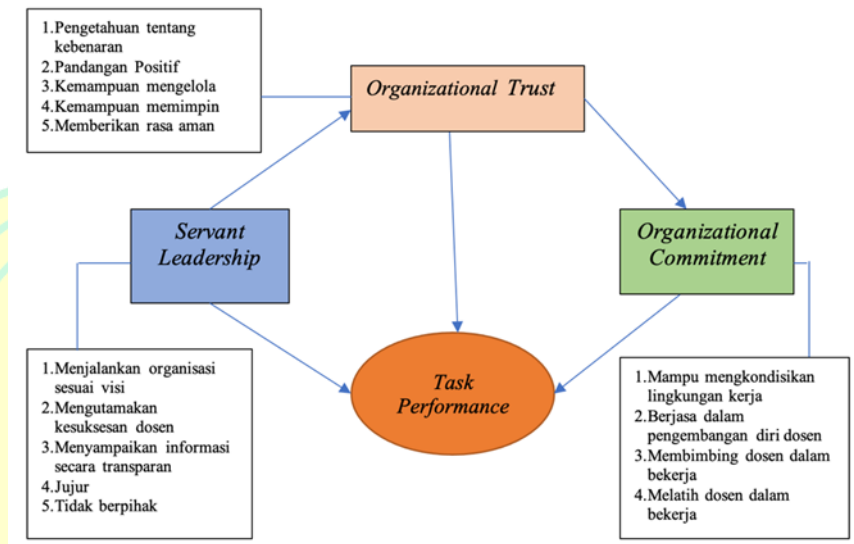 1.Pengetahuan tentang
kebenaran
2.Pandangan Positif
3.Kemampuan mengelola
4.Kemampuan memimpin
5.Memberikan rasa aman
Organizational Trust
Servant
Leadership
Organizational
Commitment
Task
Performance
1.Menjalankan organisasi
sesuai visi
2.Mengutamakan
kesuksesan dosen
3.Menyampaikan informasi
secara transparan
4.Jujur
5.Tidak berpihak
1.Mampu mengkondisikan
lingkungan kerja
2.Berjasa dalam
pengembangan diri dosen
3.Membimbing dosen dalam
bekerja
4.Melatih dosen dalam
bekerja